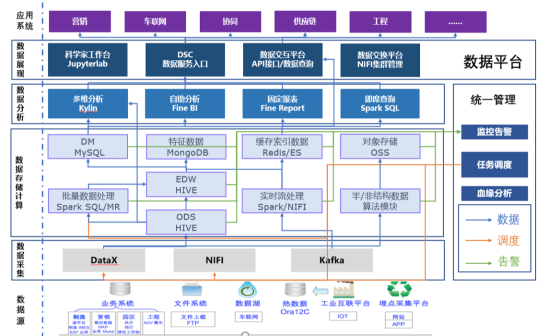 应用系统
营销
车联网
协同
供应链
工程
......
数据展现
科学家工作台
Jupyterlab
DSC
数据服务入口
数据交互平台
API接口/数据查询
数据交换平台
NIFI集群管理
数据平台
数据分析
多维分析
Kylin
自助分析
Fine BI
固定报表
Fine Report
即席查询
Spark SQL
统一管理
监控告警
任务调度
血缘分析
数据
调度
告警
数据存储计算
DM
MySQL
特征数据
MongoDB
缓存索引数据
Redis/ES
对象存储
OSS
EDW
HIVE
批量数据处理
Spark SQL/MR
实时流处理
Spark/NIFI
半/非结构数据
算法模块
ODS
HIVE
数据采集
DataX
NIFI
Kafka
数据源
业务系统
文件系统
数据湖
热数据
Ora12C
工业互联平台
埋点采集平台
制造
营销
园区
工程
文件上载
FTP
车联网
IOT
网站
APP